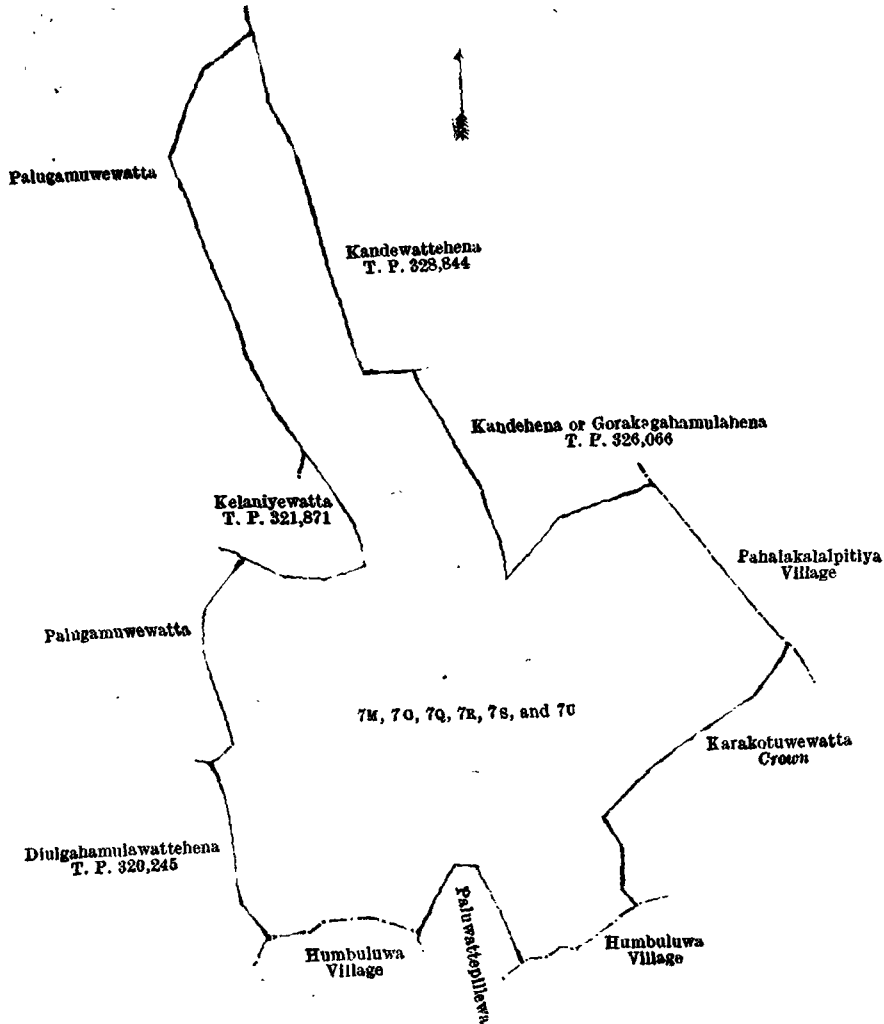 Palugamuwewatta
Kandewattehena
T. P. 328,844
Kandehena or Gorakagahamulahena
T. P. 326,066
Kelaniyewatta
T. P. 321,871
Pahalakalalpitiya
Village
Palugamuwewatta
7M, 7O, 7Q, 7R, 7S, and 7U
Karakotuwewatta
Crown
Diulgahamulawattehena
T. P. 320,245
Paluwattepillewa
Humbuluwa
Village
Humbuluwa
Village